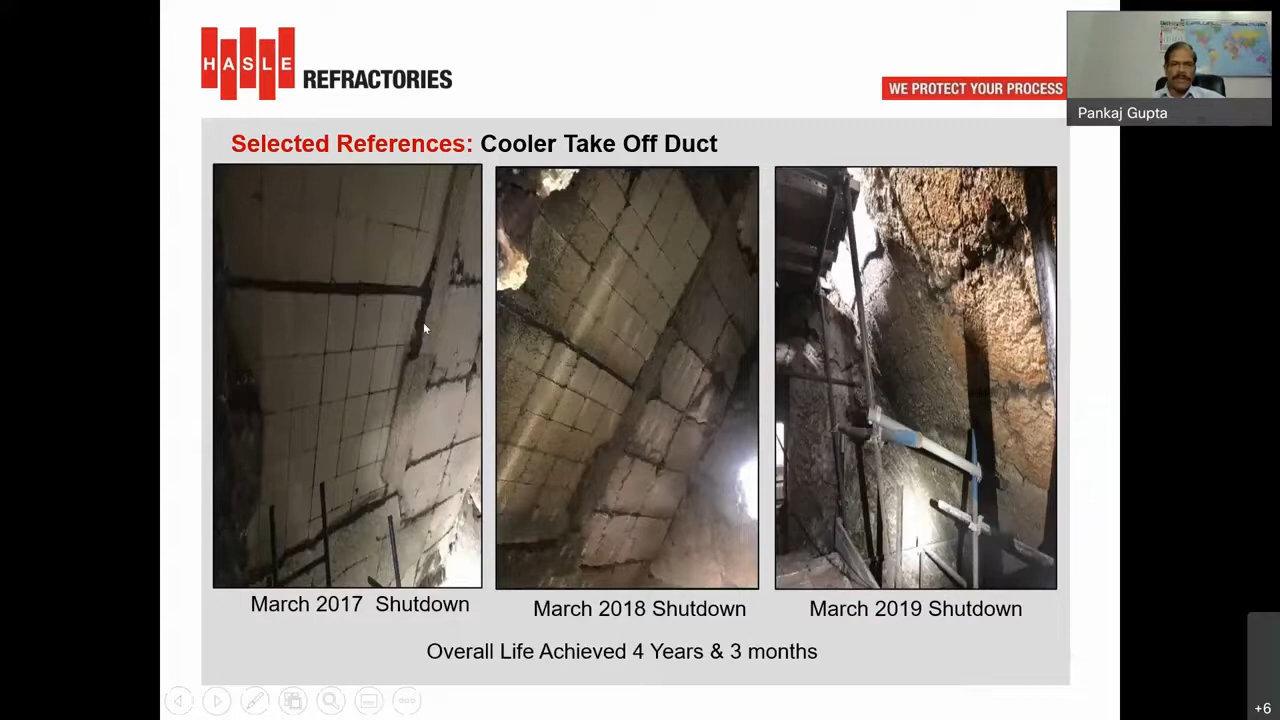 HASLE
REFRACTORIES
WE PROTECT YOUR PROCESS
Pankaj Gupta
Selected References: Cooler Take Off Duct
March 2017 Shutdown
March 2018 Shutdown
March 2019 Shutdown
Overall Life Achieved 4 Years & 3 months
+6